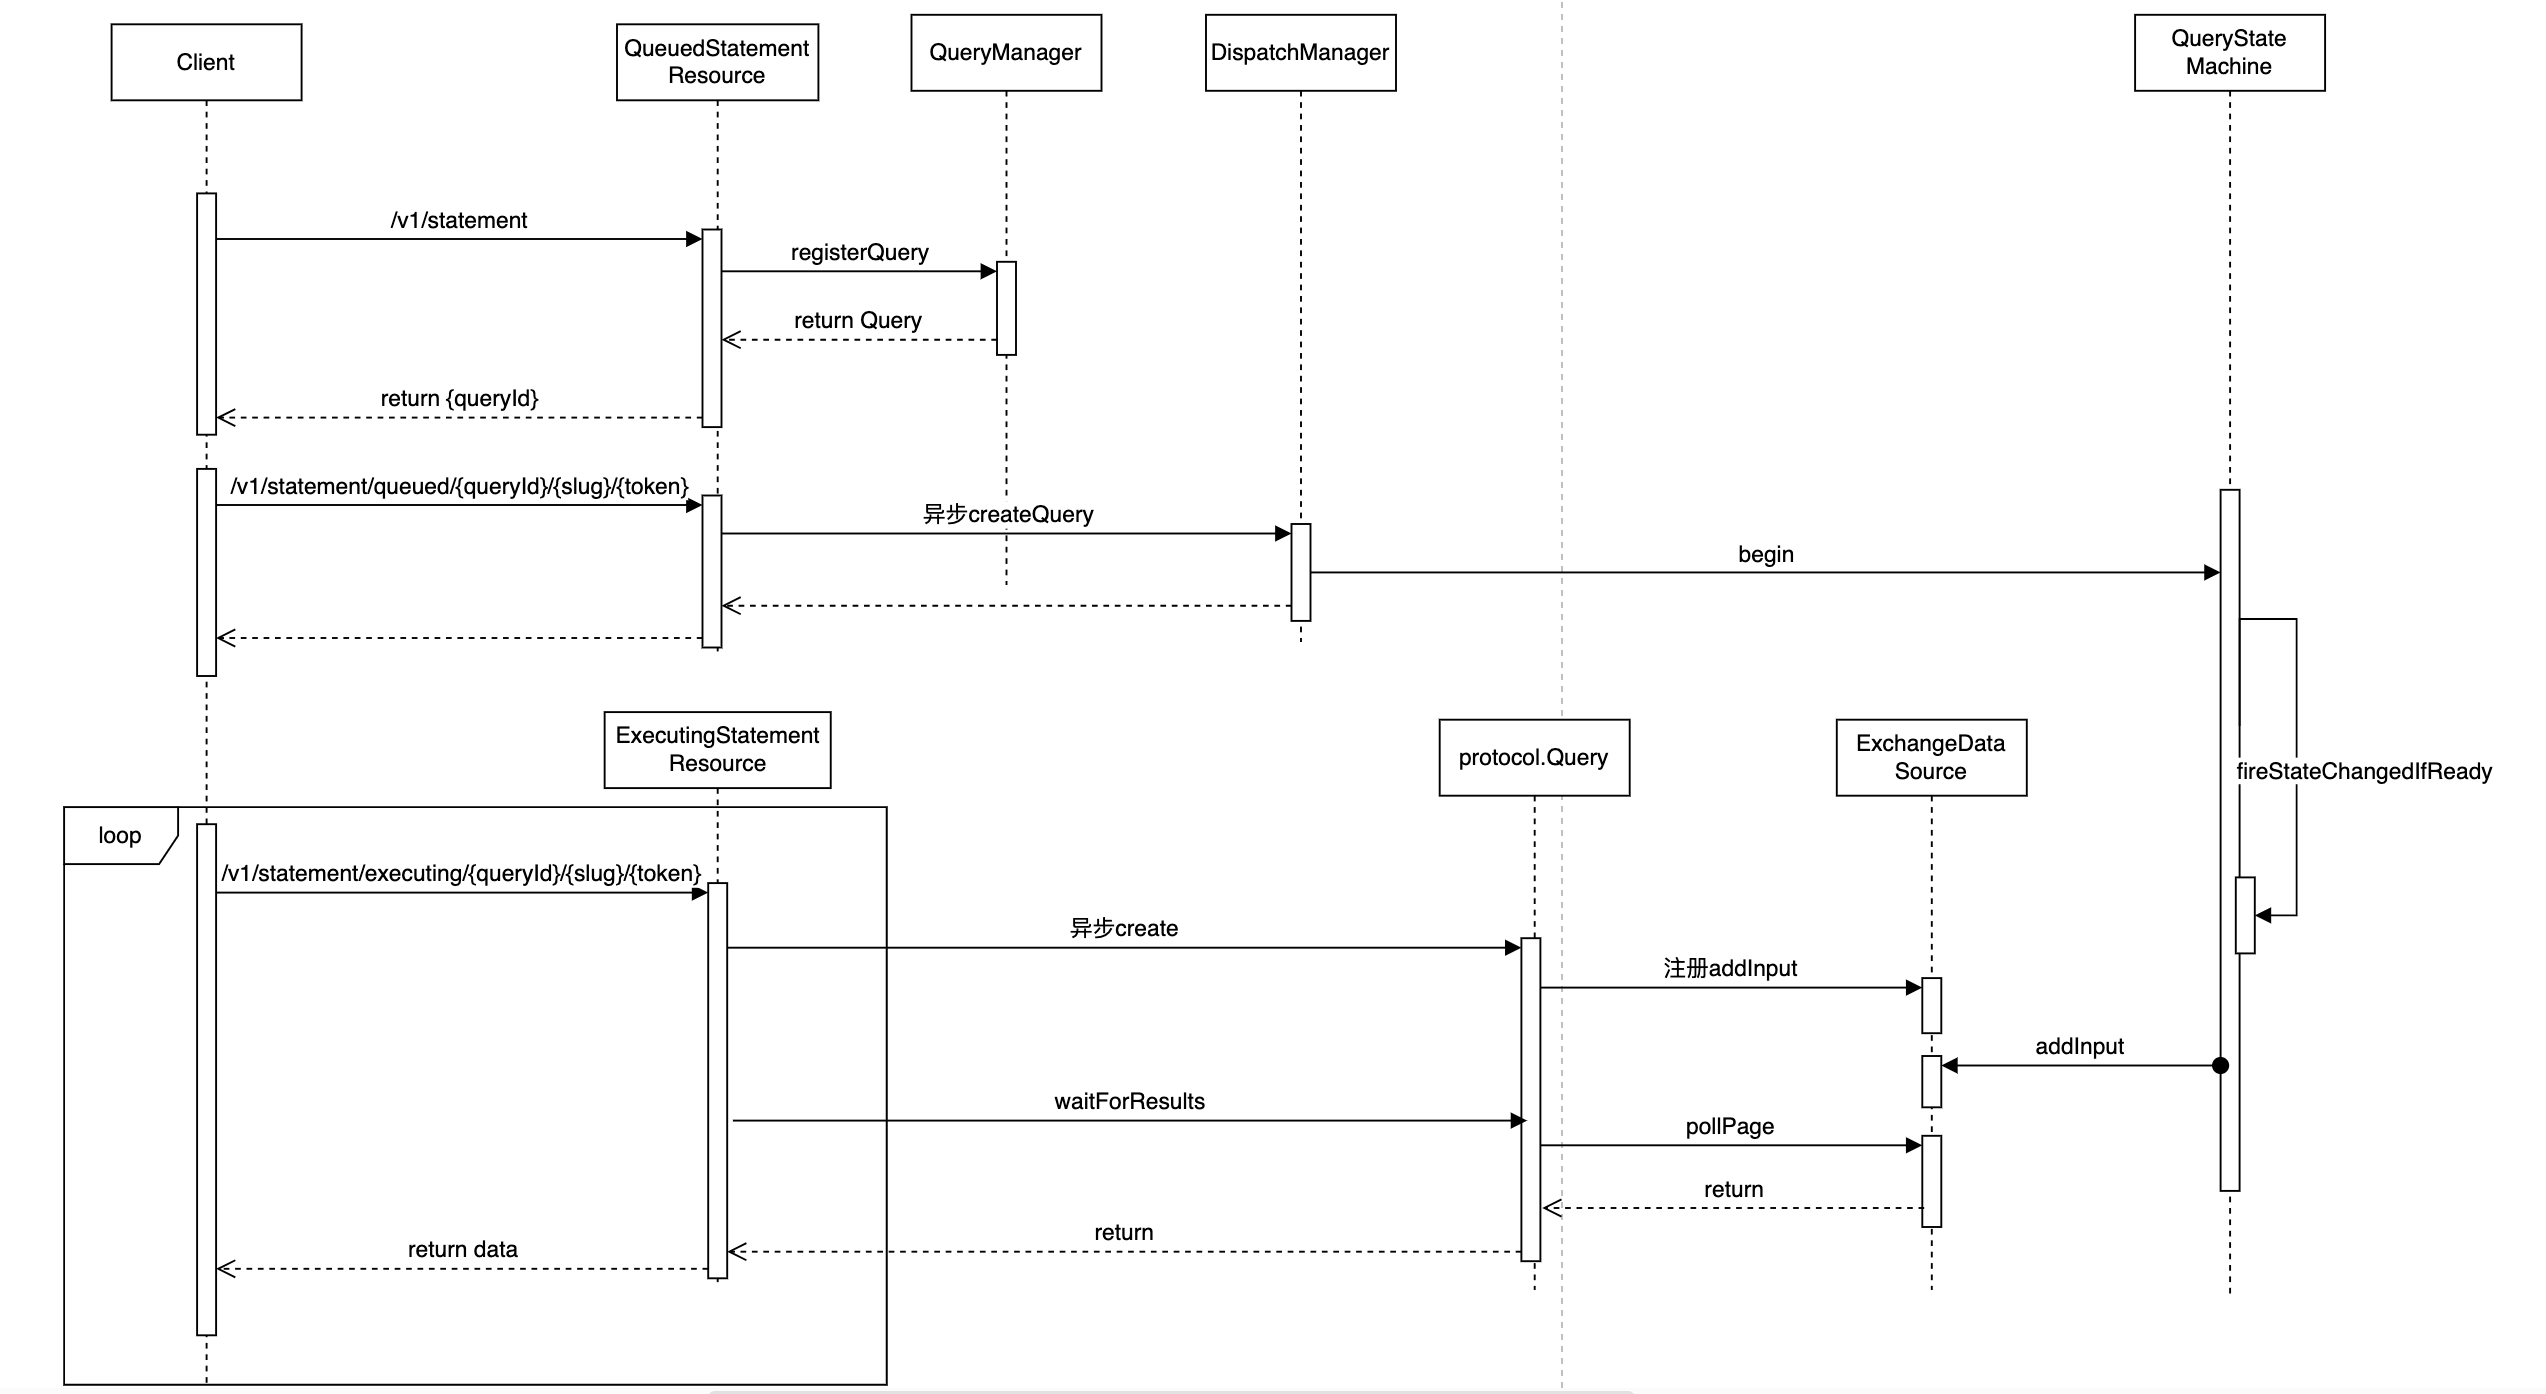 Client
QueuedStatement
Resource
QueryManager
DispatchManager
QueryState
Machine
/v1/statement
registerQuery
return Query
return {queryId}
/v1/statement/queued/{queryId}/{slug}/{token}
异步createQuery
begin
ExecutingStatement
Resource
protocol.Query
ExchangeData
Source
fireStateChangedIfReady
loop
/v1/statement/executing/{queryId}/{slug}/{token}
异步create
注册addInput
addInput
waitForResults
pollPage
return
return
return data